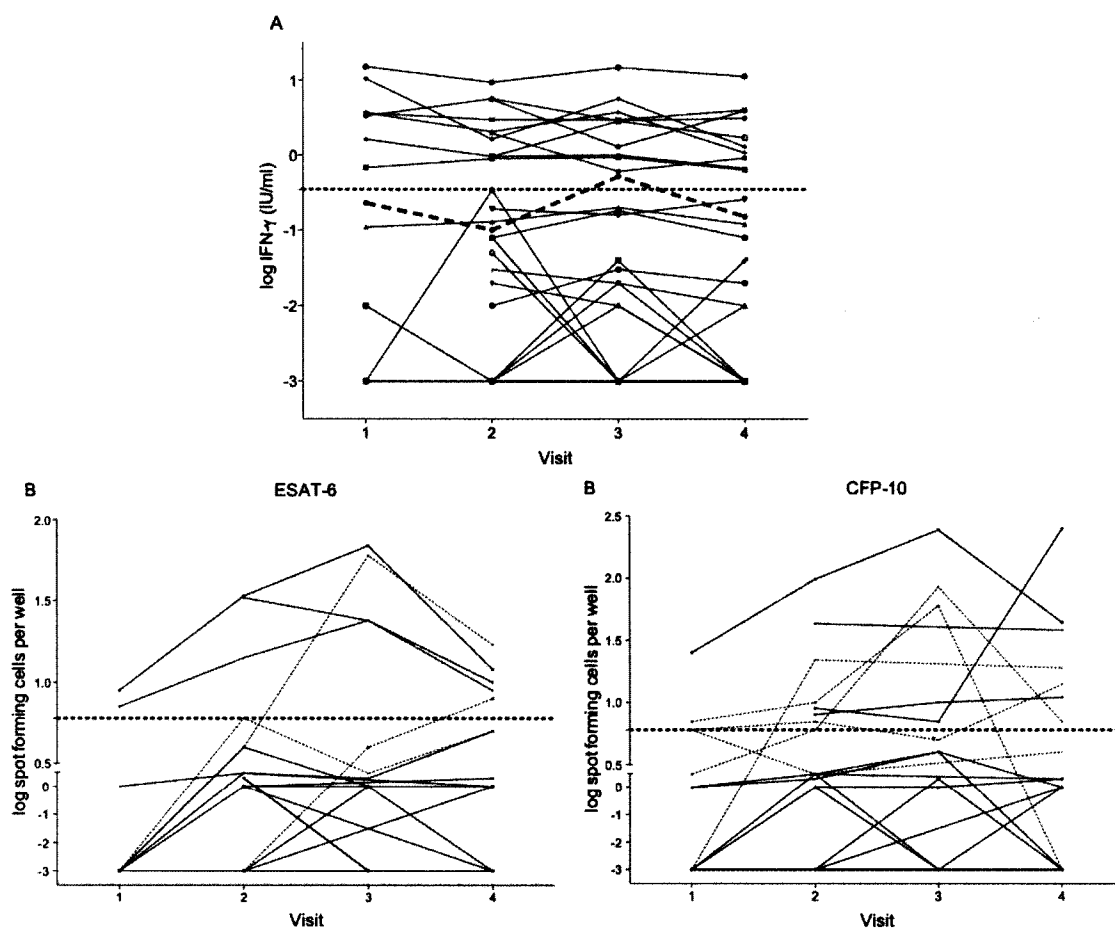 A
log IFN-γ (IU/ml)
1
0
-1
-2
-3
1 2 3 4
Visit
B
ESAT-6
log spot forming cells per well
2.0
1.5
1.0
0.5
0
-1
-2
-3
1 2 3 4
Visit
B
CFP-10
log spot forming cells per well
2.5
2.0
1.5
1.0
0.5
0
-1
-2
-3
1 2 3 4
Visit